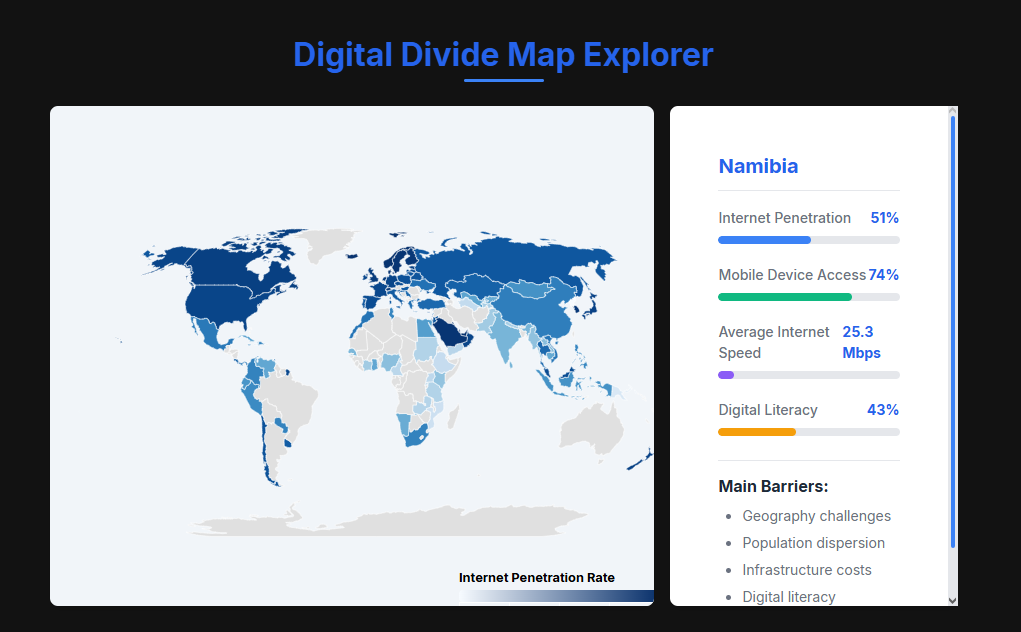 Digital Divide Map Explorer
Namibia
Internet Penetration 51%
Mobile Device Access 74%
Average Internet Speed 25.3 Mbps
Digital Literacy 43%
Main Barriers:
Geography challenges
Population dispersion
Infrastructure costs
Digital literacy
Internet Penetration Rate